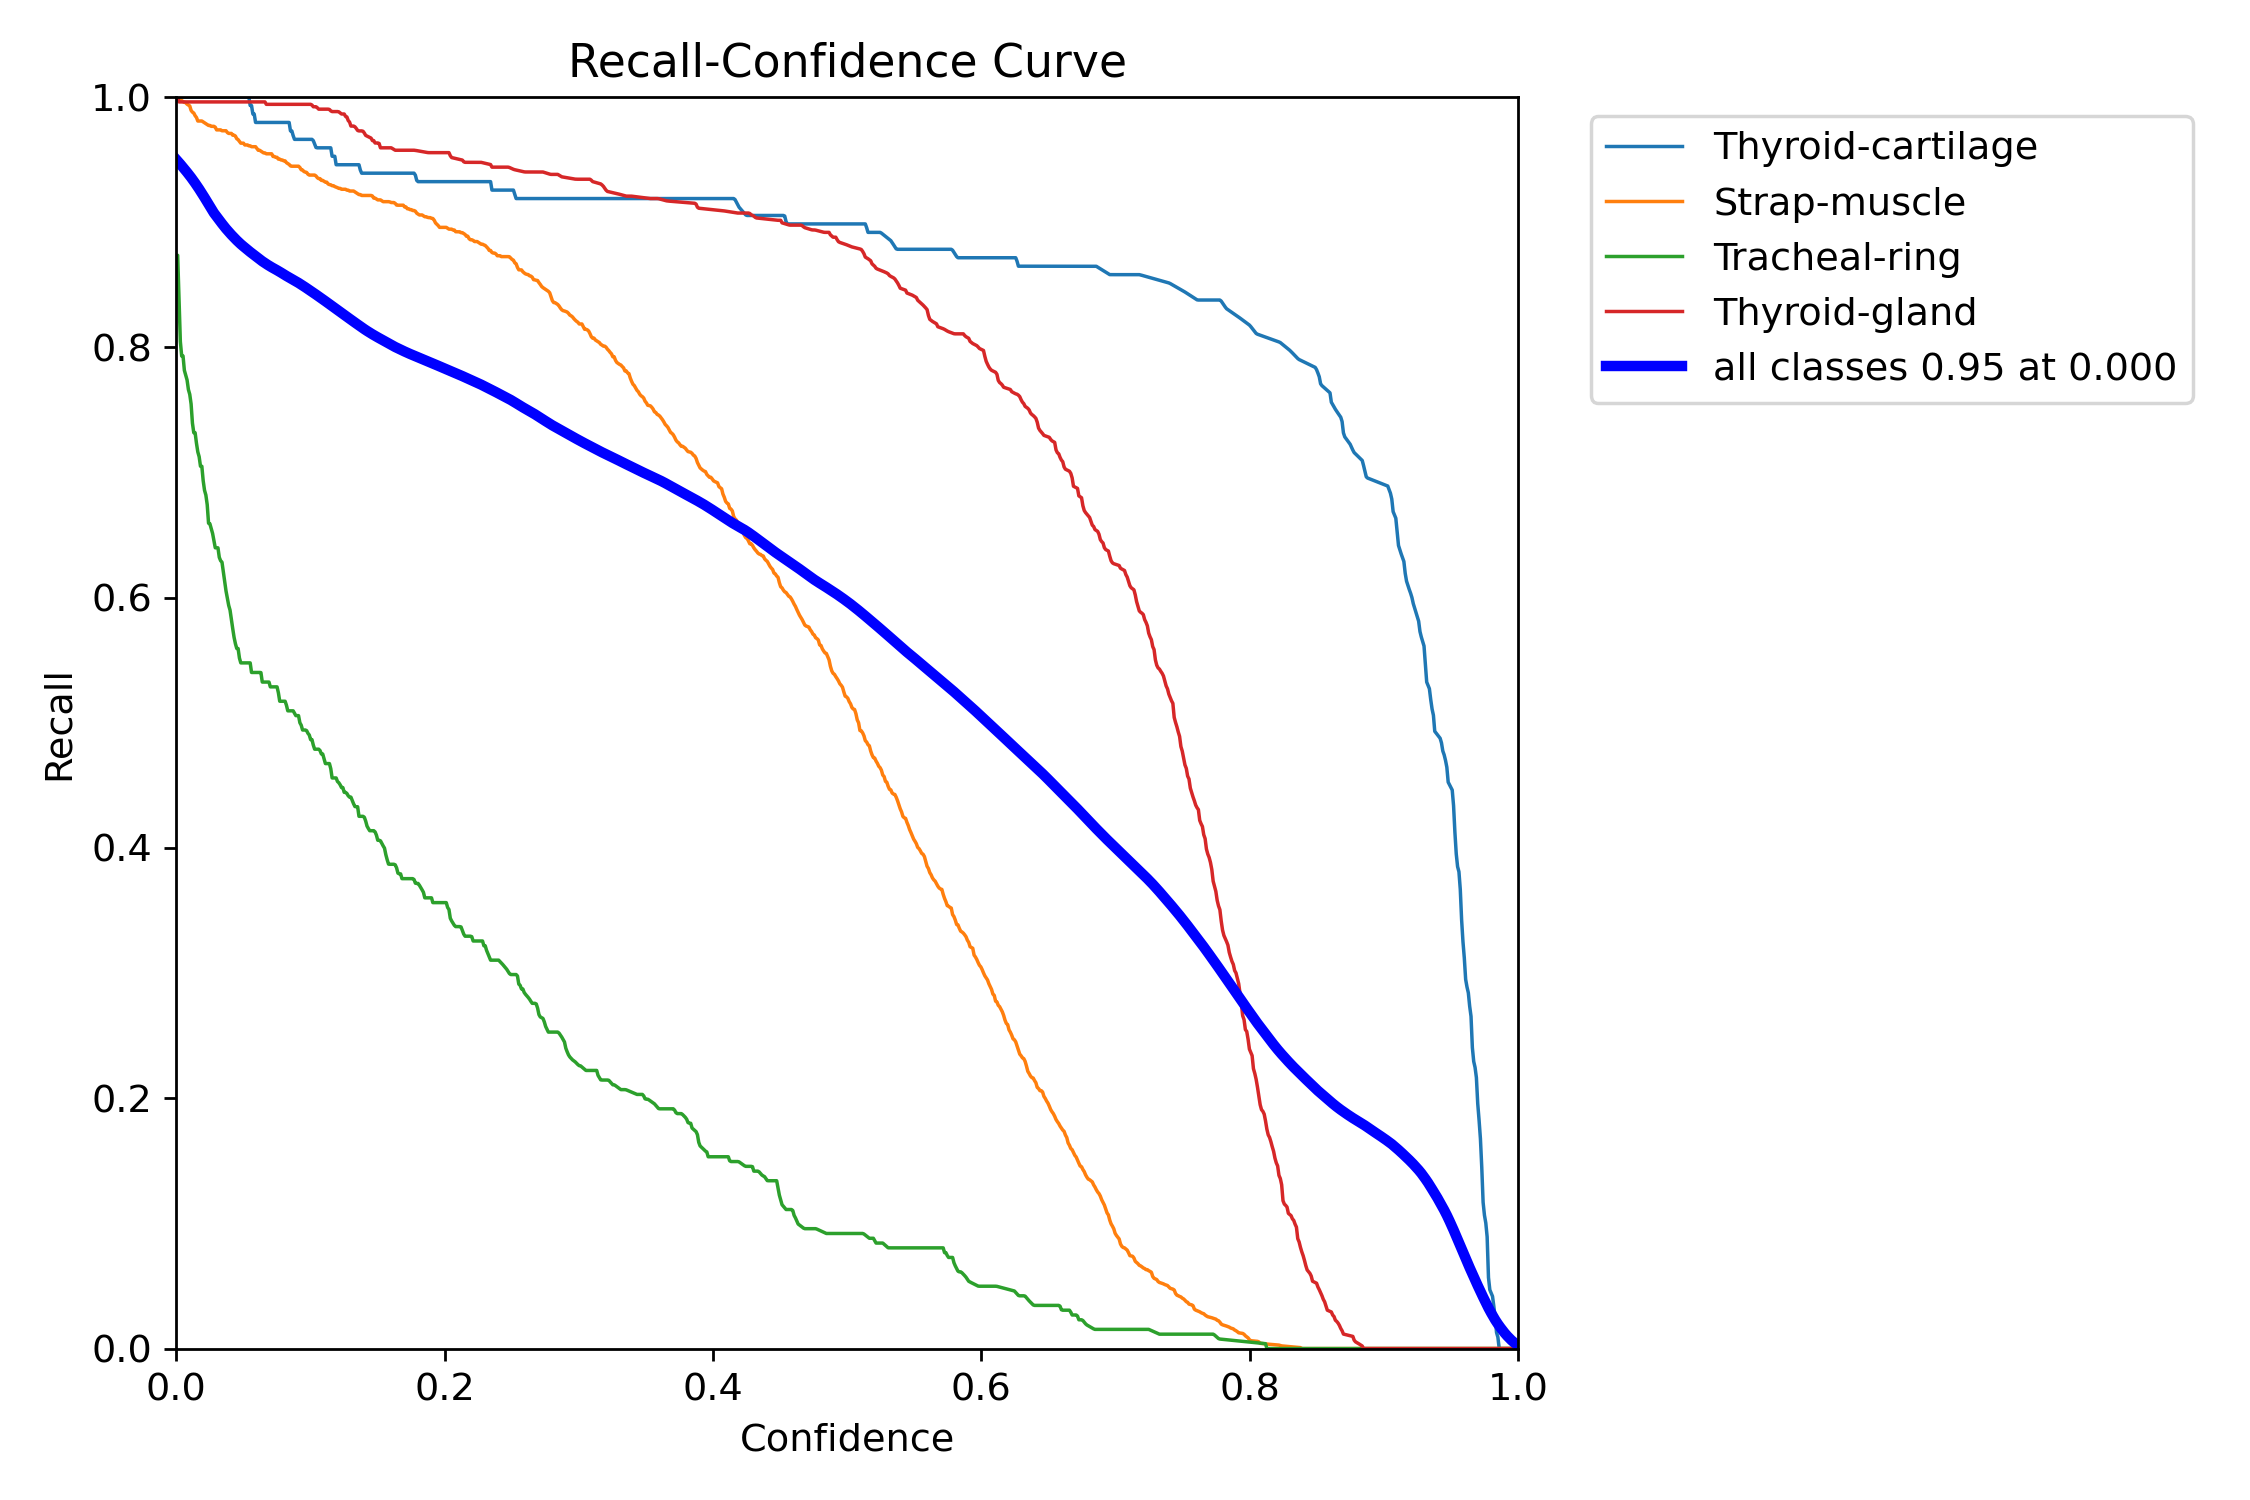 Recall-Confidence Curve
1.0
0.8
0.6
0.4
0.2
0.0
Recall
0.0 0.2 0.4 0.6 0.8 1.0
Confidence
Thyroid-cartilage
Strap-muscle
Tracheal-ring
Thyroid-gland
all classes 0.95 at 0.000